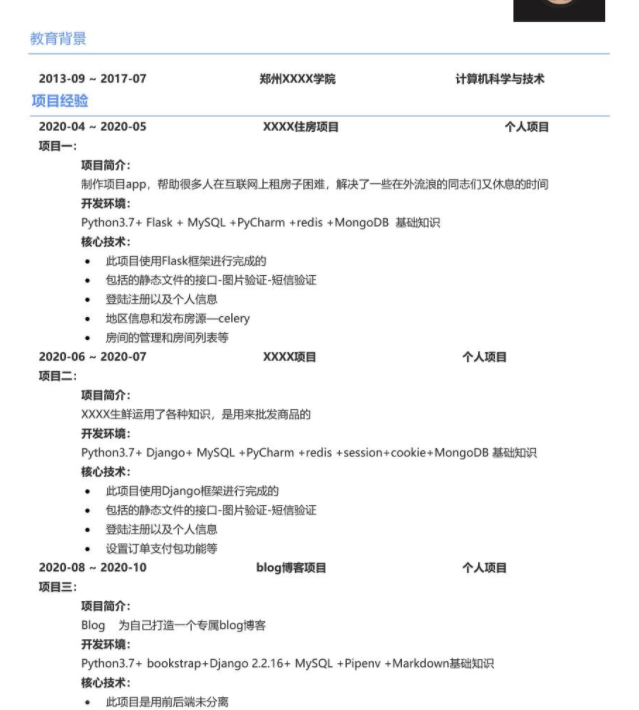 教育背景
2013-09 ~ 2017-07 郑州XXXX学院 计算机科学与技术
项目经验
2020-04 ~ 2020-05 XXXX住房项目 个人项目
项目一：
项目简介：
制作项目app，帮助很多人在互联网上租房子困难，解决了一些在外流浪的同志们又休息的时间
开发环境：
Python3.7+ Flask + MySQL +PyCharm +redis +MongoDB 基础知识
核心技术：
• 此项目使用Flask框架进行完成的
• 包括的静态文件的接口-图片验证-短信验证
• 登陆注册以及个人信息
• 地区信息和发布房源—celery
• 房间的管理和房间列表等
2020-06 ~ 2020-07 XXXX项目 个人项目
项目二：
项目简介：
XXXX生鲜运用了各种知识，是用来批发商品的
开发环境：
Python3.7+ Django+ MySQL +PyCharm +redis +session+cookie+MongoDB 基础知识
核心技术：
• 此项目使用Django框架进行完成的
• 包括的静态文件的接口-图片验证-短信验证
• 登陆注册以及个人信息
• 设置订单支付包功能等
2020-08 ~ 2020-10 blog博客项目 个人项目
项目三：
项目简介：
Blog 为自己打造一个专属blog博客
开发环境：
Python3.7+ bookstrap+Django 2.2.16+ MySQL +Pipenv +Markdown基础知识
核心技术：
• 此项目是用前后端未分离